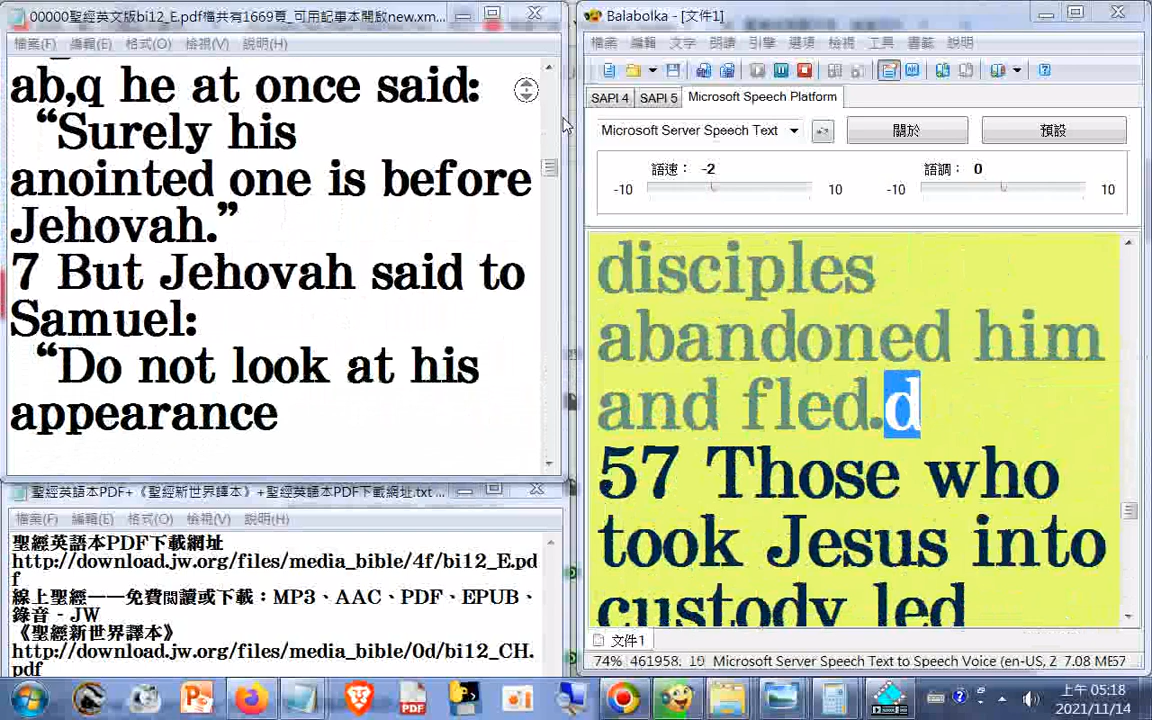 00000聖經英文版bi12_E.pdf檔共有1669頁_可用記事本開啟new.xm...
檔案(F) 編輯(E) 格式(O) 檢視(V) 說明(H)
ab,q he at once said:
“Surely his
anointed one is before
Jehovah.”
7 But Jehovah said to
Samuel:
“Do not look at his
appearance
聖經英語本PDF+《聖經新世界譯本》+聖經英語本PDF下載網址.txt ...
檔案(F) 編輯(E) 格式(O) 檢視(V) 說明(H)
聖經英語本PDF下載網址
http://download.jw.org/files/media_bible/4f/bi12_E.pd
f
線上聖經——免費閱讀或下載：MP3、AAC、PDF、EPUB、
錄音 - JW
《聖經新世界譯本》
http://download.jw.org/files/media_bible/0d/bi12_CH.
pdf
Balabolka - [文件1]
檔案 編輯 文字 朗讀 引擎 選項 檢視 工具 書籤 說明
SAPI 4 SAPI 5 Microsoft Speech Platform
Microsoft Server Speech Text 關於 預設
語速： -2 語調： 0
-10 10 -10 10
disciples
abandoned him
and fled.d
57 Those who
took Jesus into
custody led
文件1
74% Microsoft Server Speech Text to Speech Voice (en-US, 7.08 ME
上午 05:18
2021/11/14